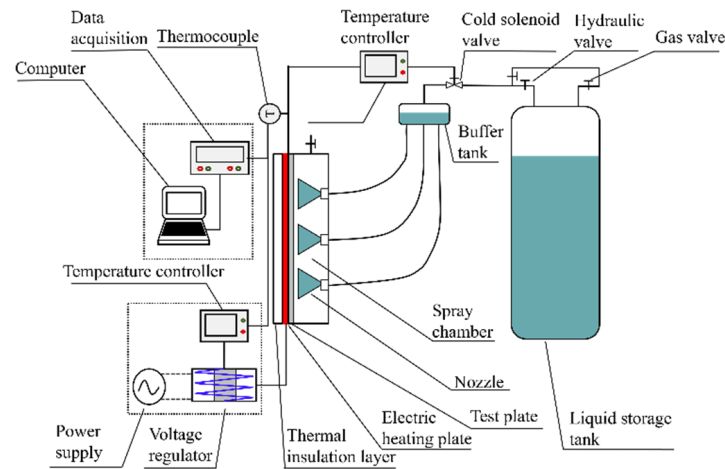 Data
acquisition
Thermocouple
Computer
Temperature
controller
Cold solenoid
valve
Hydraulic
valve
Gas valve
T
Buffer
tank
Temperature controller
Spray
chamber
Nozzle
Power
supply
Voltage
regulator
Thermal
insulation layer
Electric
heating plate
Test plate
Liquid storage
tank